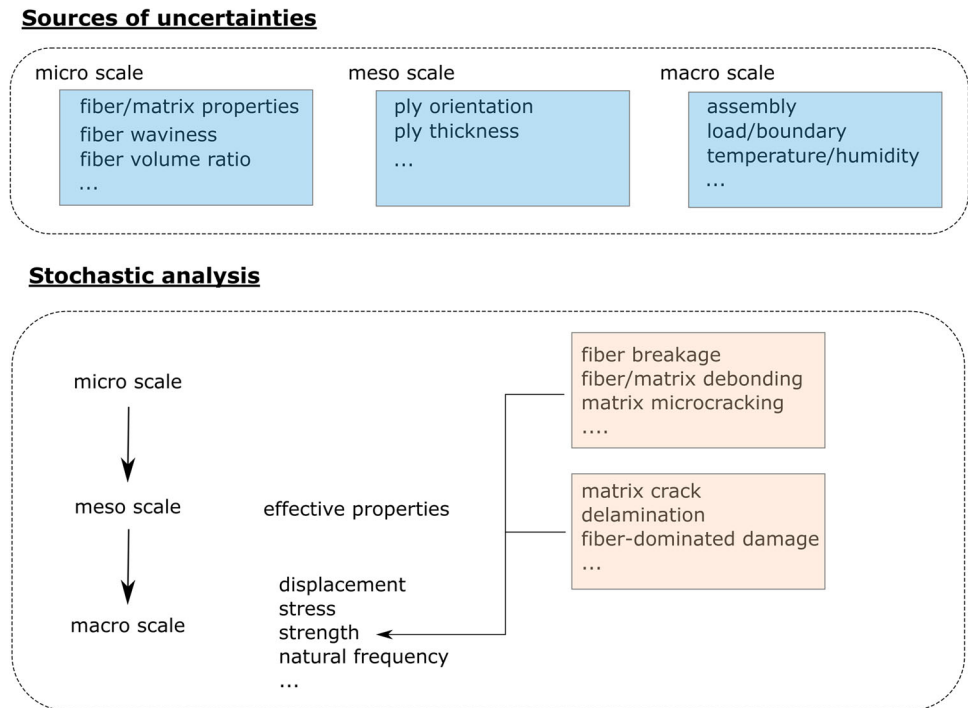 Sources of uncertainties
micro scale
fiber/matrix properties
fiber waviness
fiber volume ratio
...
meso scale
ply orientation
ply thickness
...
macro scale
assembly
load/boundary
temperature/humidity
...
Stochastic analysis
micro scale
meso scale
macro scale
effective properties
displacement
stress
strength
natural frequency
...
fiber breakage
fiber/matrix debonding
matrix microcracking
....
matrix crack
delamination
fiber-dominated damage
...